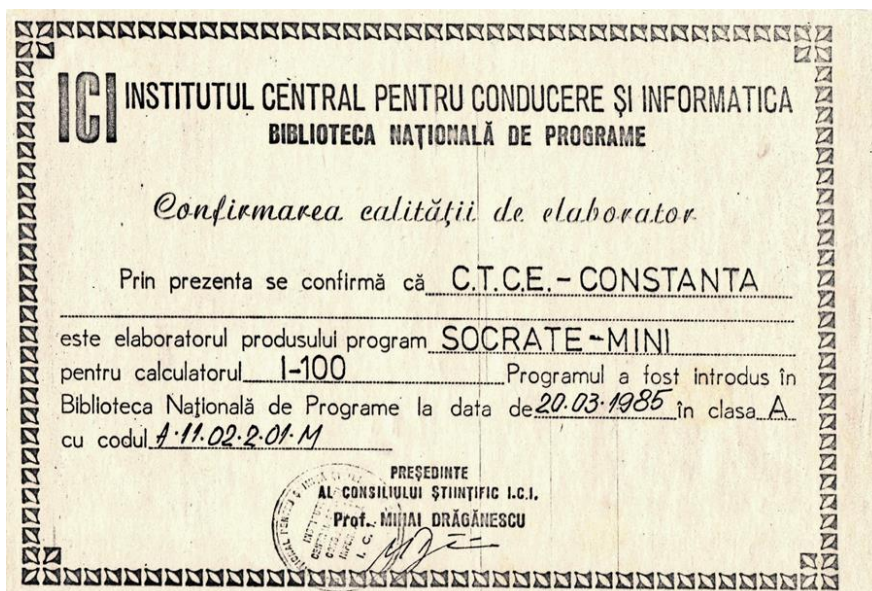 ICI INSTITUTUL CENTRAL PENTRU CONDUCERE ȘI INFORMATICA
BIBLIOTECA NAȚIONALĂ DE PROGRAME
Confirmarea calității de elaborator
Prin prezenta se confirmă că C.T.C.E.-CONSTANTA
este elaboratorul produsului program SOCRATE-MINI
pentru calculatorul I-100 Programul a fost introdus în
Biblioteca Națională de Programe la data de 20.03.1985 în clasa A
cu codul A.11.02.2.01.M
PREȘEDINTE
AL CONSILIULUI ȘTIINȚIFIC I.C.I.
Prof. MIHAI DRĂGĂNESCU